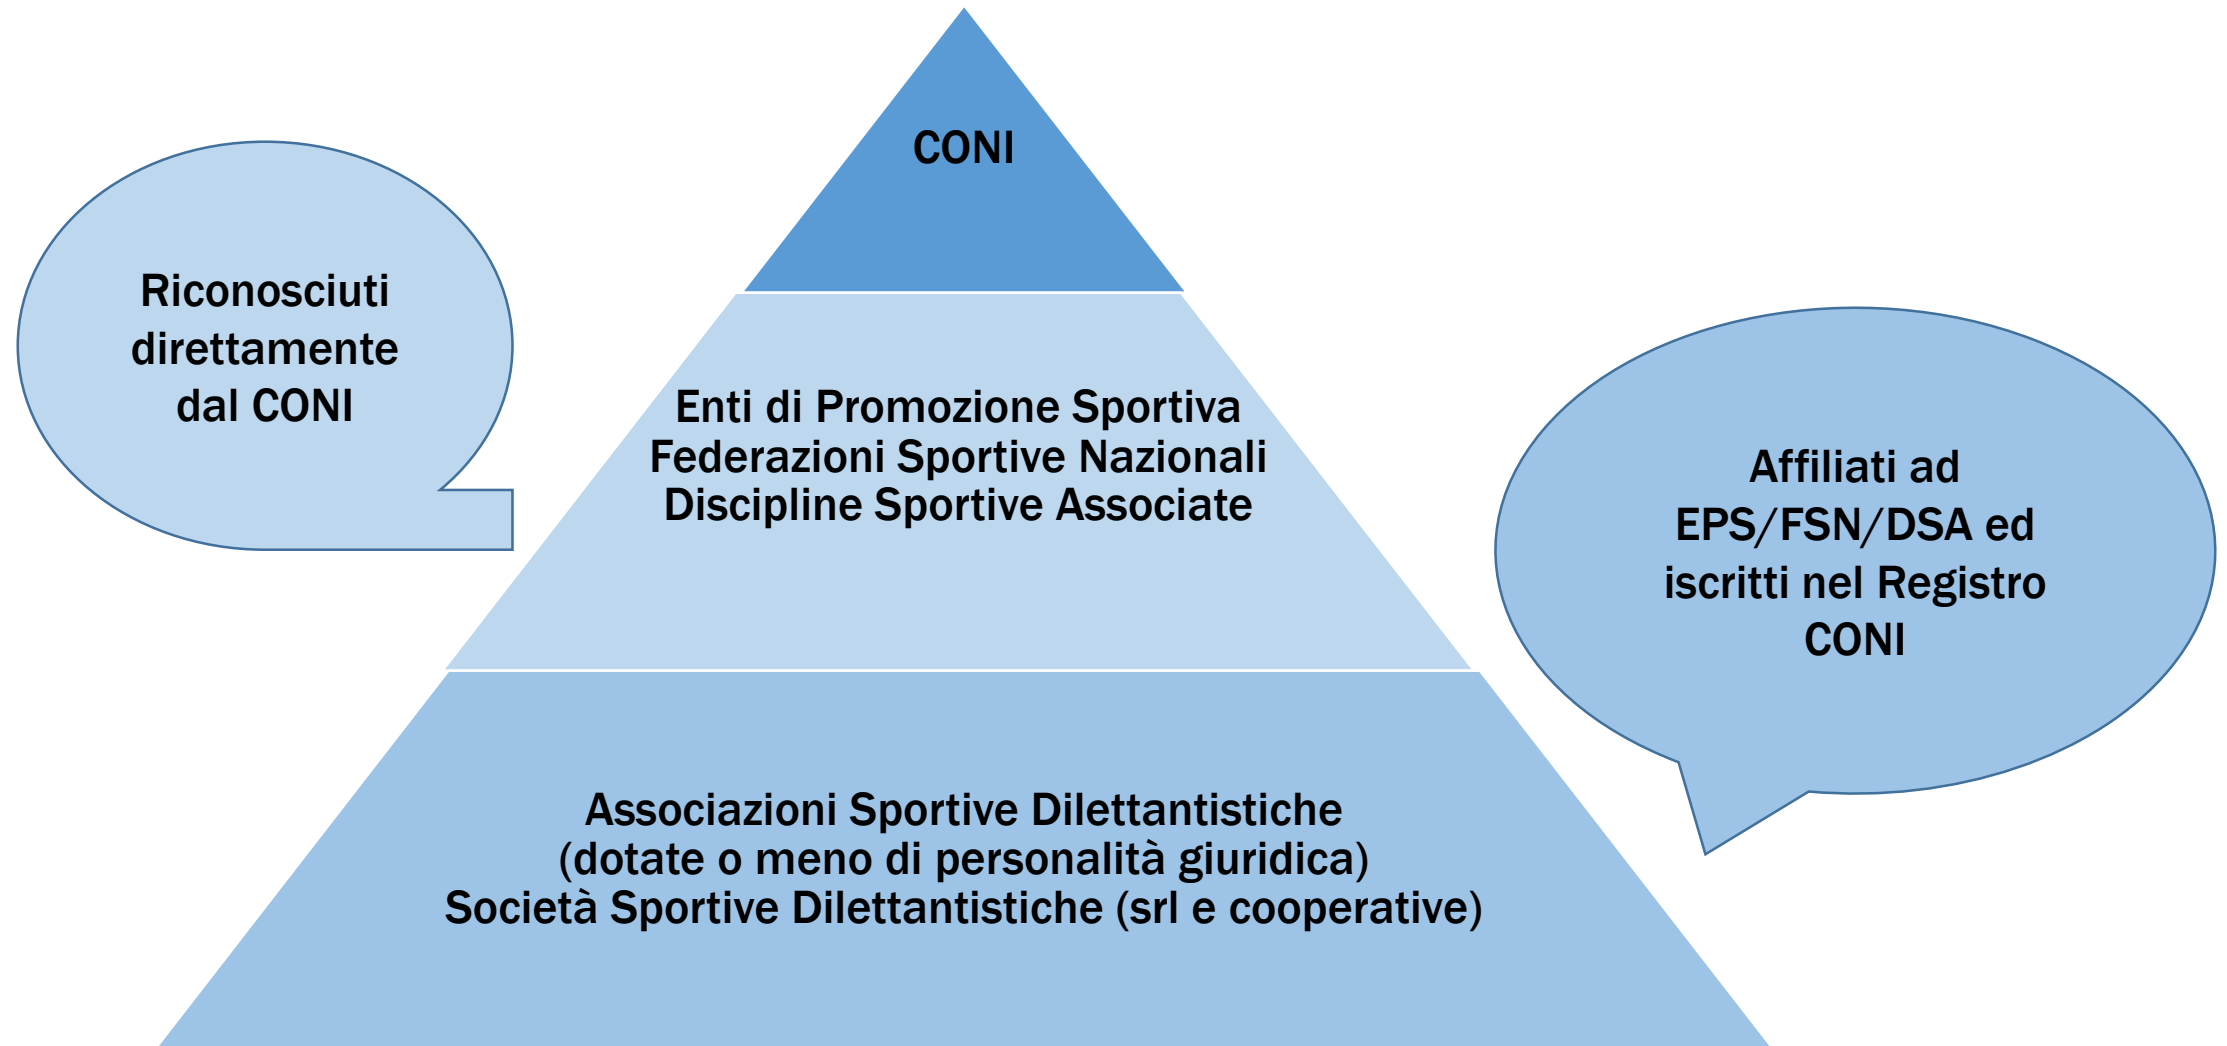 CONI
Riconosciuti
direttamente
dal CONI
Enti di Promozione Sportiva
Federazioni Sportive Nazionali
Discipline Sportive Associate
Affiliati ad
EPS/FSN/DSA ed
iscritti nel Registro
CONI
Associazioni Sportive Dilettantistiche
(dotate o meno di personalità giuridica)
Società Sportive Dilettantistiche (srl e cooperative)